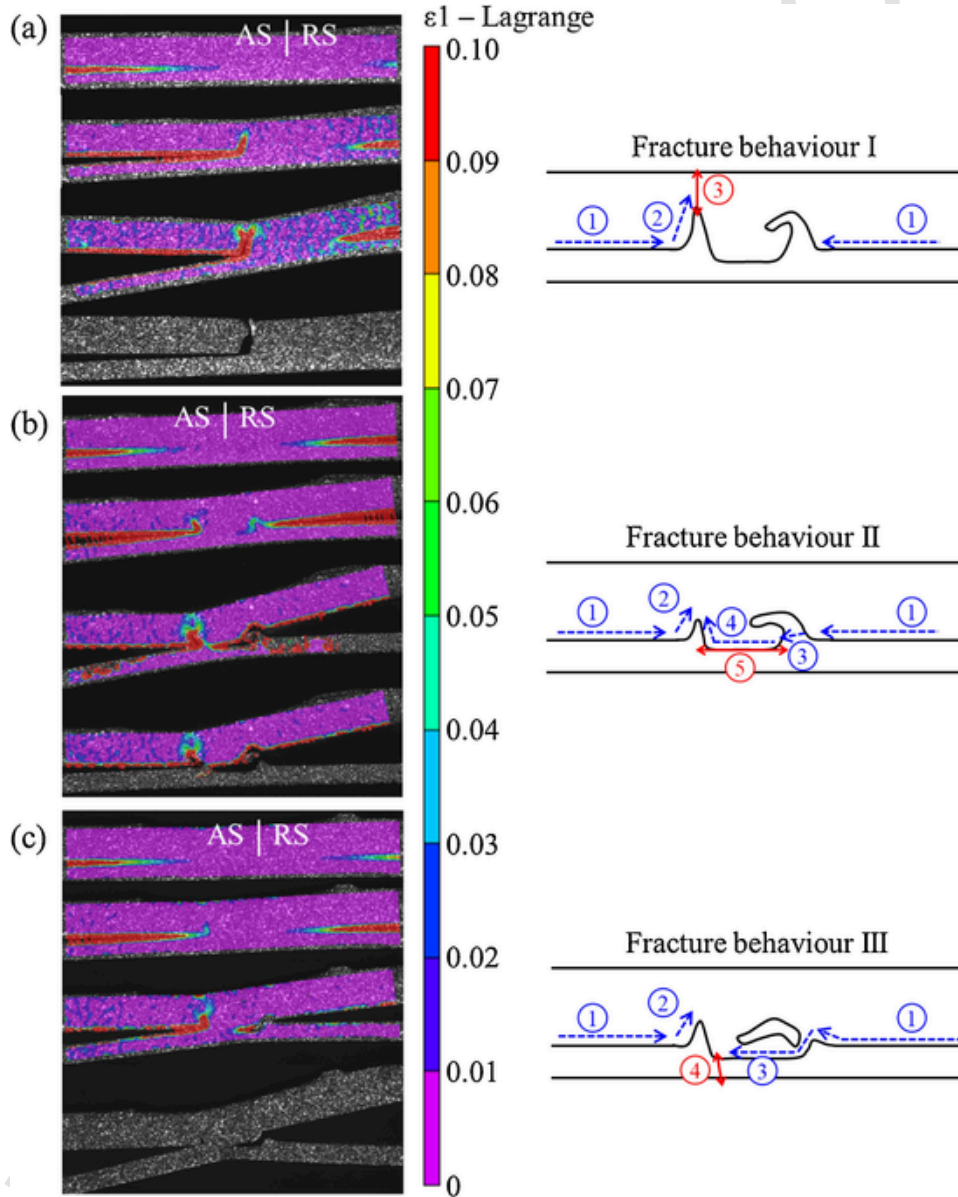 (a)
AS | RS
ε1 – Lagrange
0.10
0.09
0.08
0.07
0.06
0.05
0.04
0.03
0.02
0.01
0
Fracture behaviour I
1
2
3
1
(b)
AS | RS
Fracture behaviour II
1
2
4
1
3
5
(c)
AS | RS
Fracture behaviour III
1
2
1
4
3